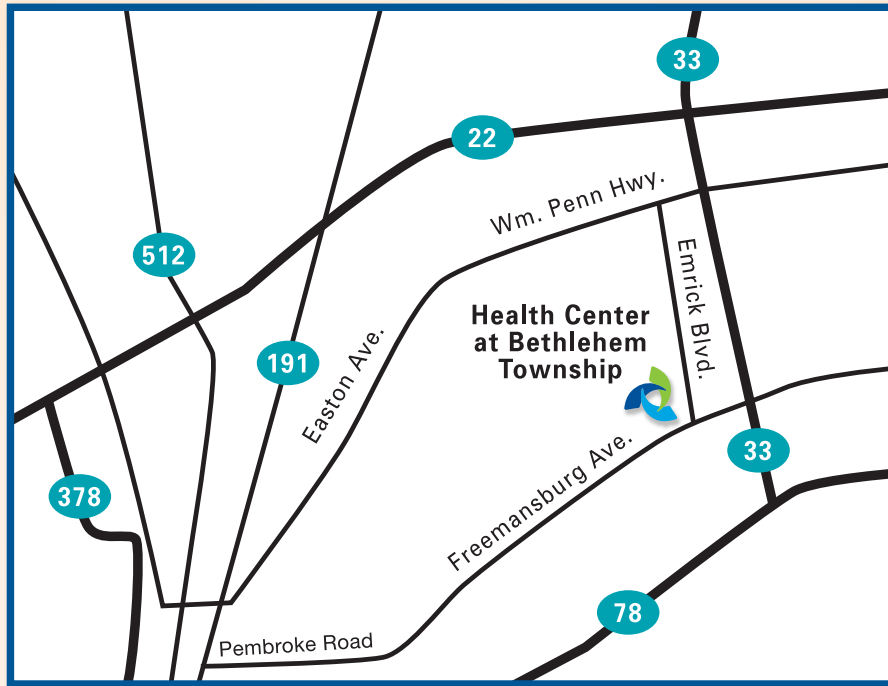 33
22
Wm. Penn Hwy.
512
Emrick Blvd.
Health Center
at Bethlehem
Township
191
Easton Ave.
33
378
Freemansburg Ave.
78
Pembroke Road